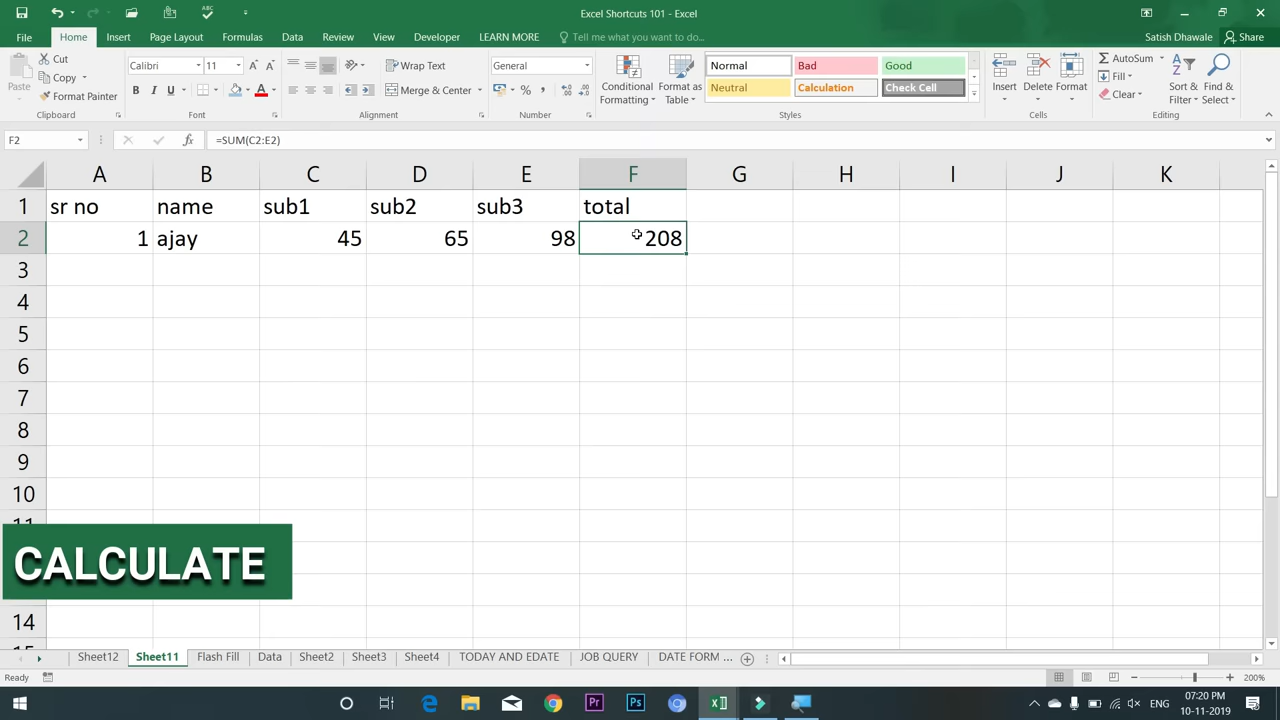 Excel Shortcuts 101 - Excel
File Home Insert Page Layout Formulas Data Review View Developer LEARN MORE Tell me what you want to do... Satish Dhawale Share
Paste
Cut
Copy
Format Painter
Clipboard
Calibri 11
B I U
Font
Wrap Text
Merge & Center
Alignment
General
%
Number
Conditional Formatting
Format as Table
Normal Bad Good
Neutral Calculation Check Cell
Styles
Insert Delete Format
Cells
AutoSum
Fill
Clear
Sort & Filter
Find & Select
Editing
F2 fx =SUM(C2:E2)
A B C D E F G H I J K
1 sr no name sub1 sub2 sub3 total
2 1 ajay 45 65 98 208
3
4
5
6
7
8
9
10
CALCULATE
14
Sheet12 Sheet11 Flash Fill Data Sheet2 Sheet3 Sheet4 TODAY AND EDATE JOB QUERY DATE FORM ...
Ready 200%
ENG 07:20 PM
10-11-2019